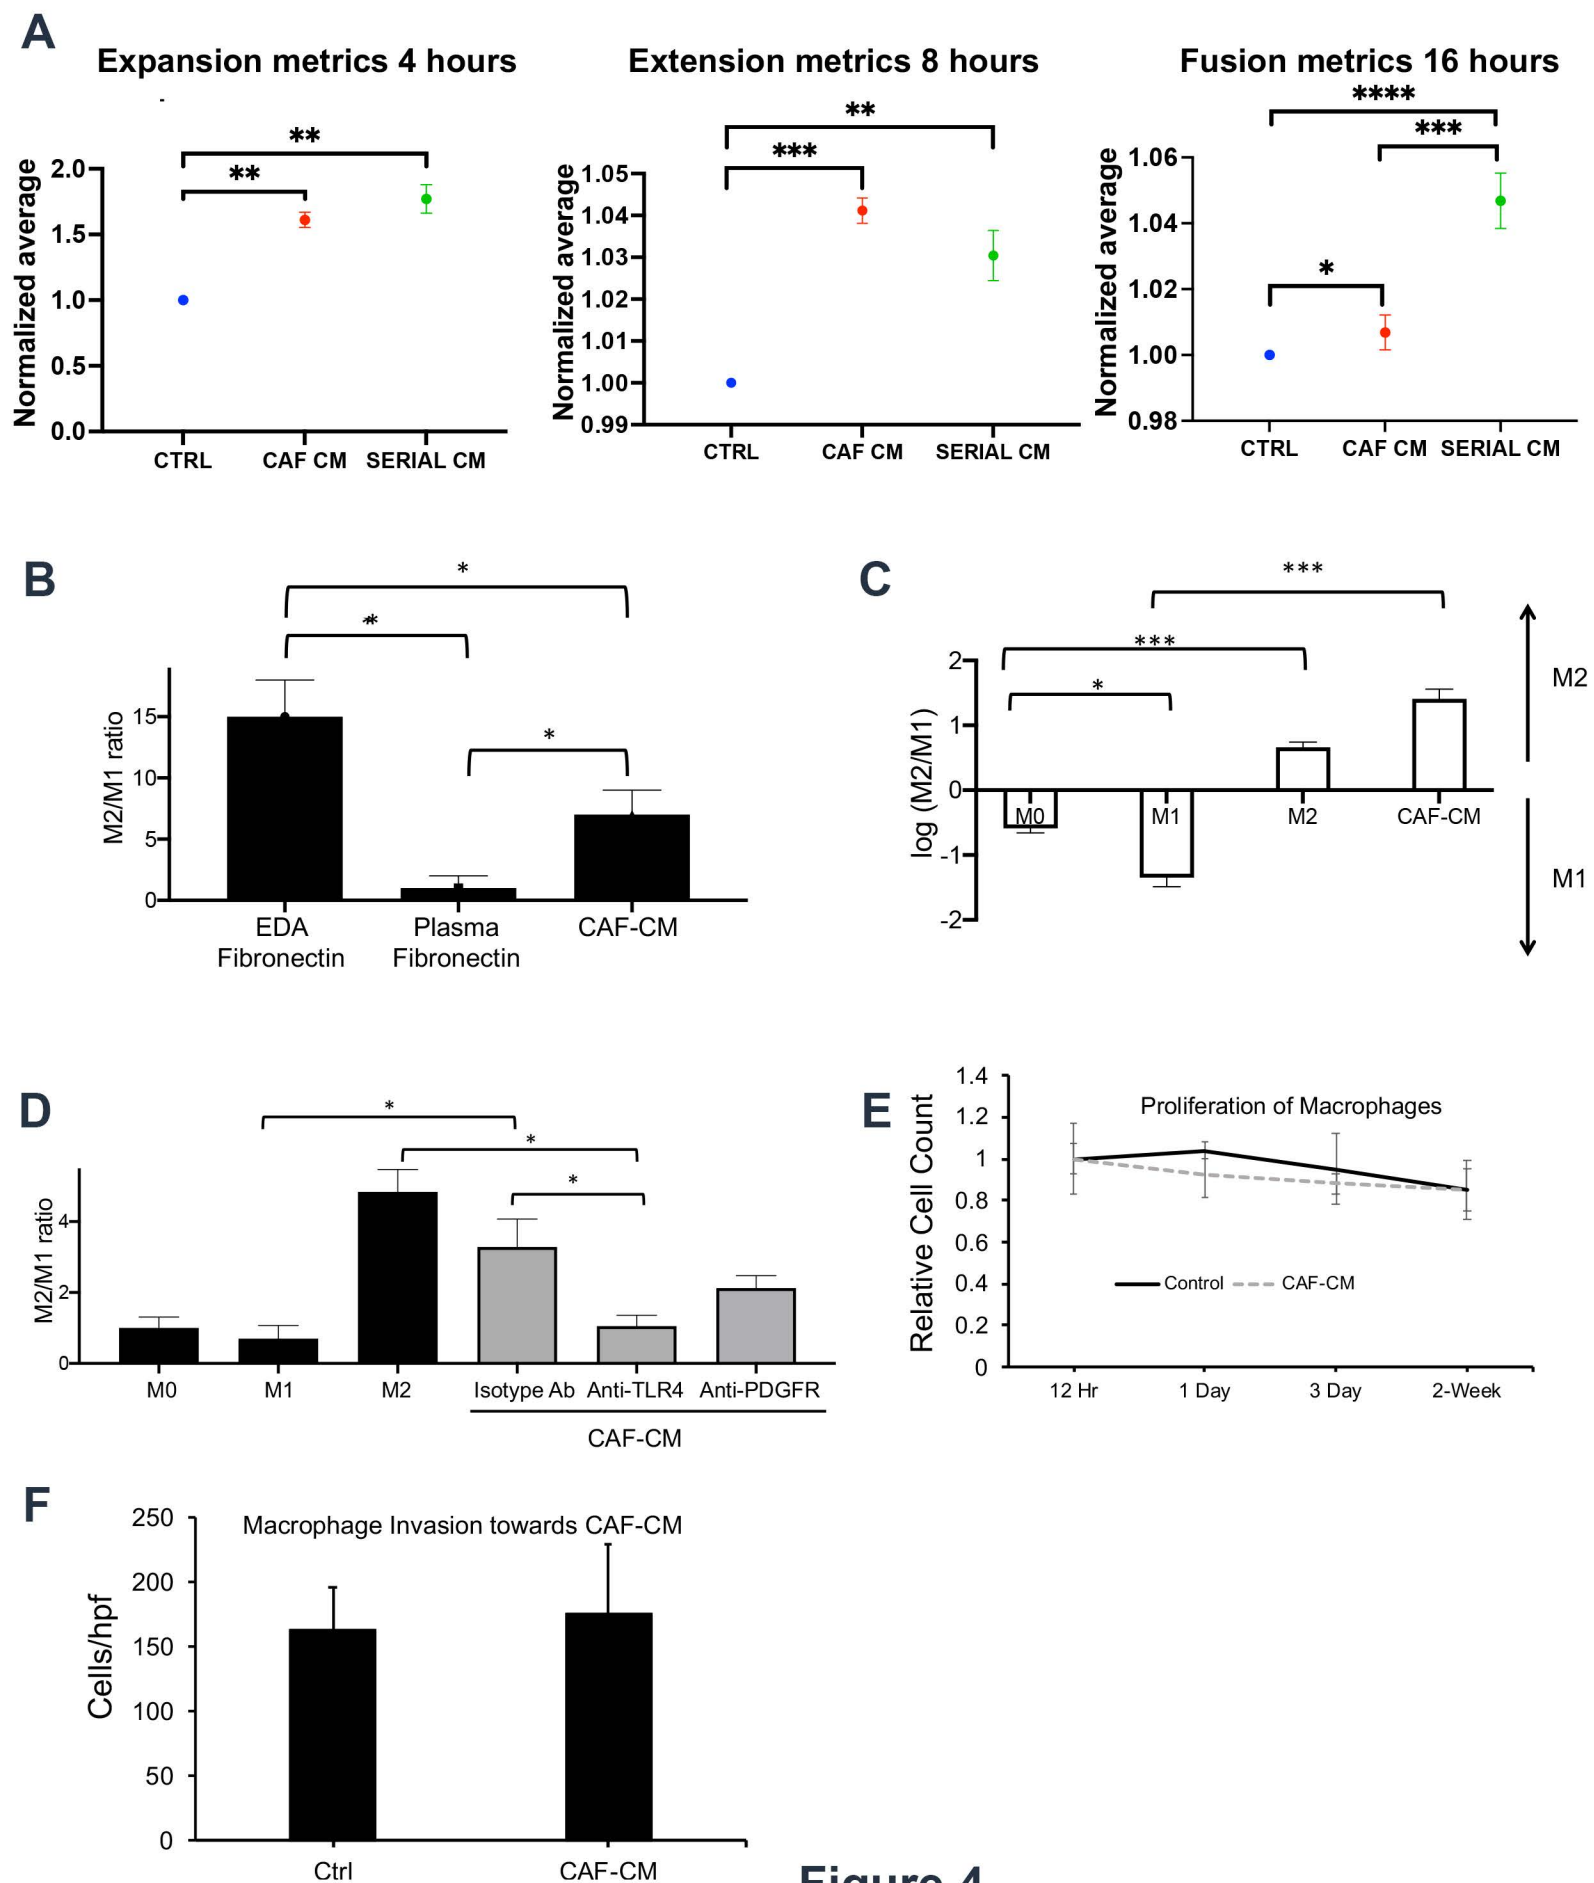 A
Expansion metrics 4 hours
Normalized average
2.0
1.5
1.0
0.5
0.0
**
**
CTRL
CAF CM
SERIAL CM
Extension metrics 8 hours
Normalized average
1.05
1.04
1.03
1.02
1.01
1.00
0.99
**
***
CTRL
CAF CM
SERIAL CM
Fusion metrics 16 hours
Normalized average
1.06
1.04
1.02
1.00
0.98
****
***
*
CTRL
CAF CM
SERIAL CM
B
M2/M1 ratio
15
10
5
0
*
*
*
EDA
Fibronectin
Plasma
Fibronectin
CAF-CM
C
log (M2/M1)
2
1
0
-1
-2
***
***
*
M0
M1
M2
CAF-CM
M2
M1
D
M2/M1 ratio
4
2
0
*
*
*
M0
M1
M2
Isotype Ab
Anti-TLR4
Anti-PDGFR
CAF-CM
E
Proliferation of Macrophages
Relative Cell Count
1.4
1.2
1
0.8
0.6
0.4
0.2
0
Control
CAF-CM
12 Hr
1 Day
3 Day
2-Week
F
Macrophage Invasion towards CAF-CM
Cells/hpf
250
200
150
100
50
0
Ctrl
CAF-CM
Figure 4